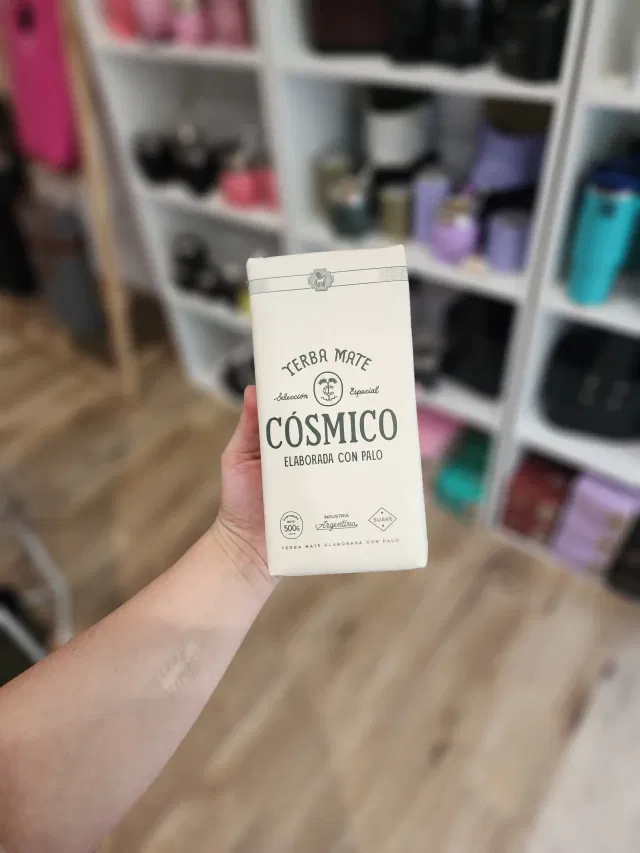 YERBA MATE
Selección Especial
CÓSMICO
ELABORADA CON PALO
500G
INDUSTRIA
Argentina
SUAVE
YERBA MATE ELABORADA CON PALO